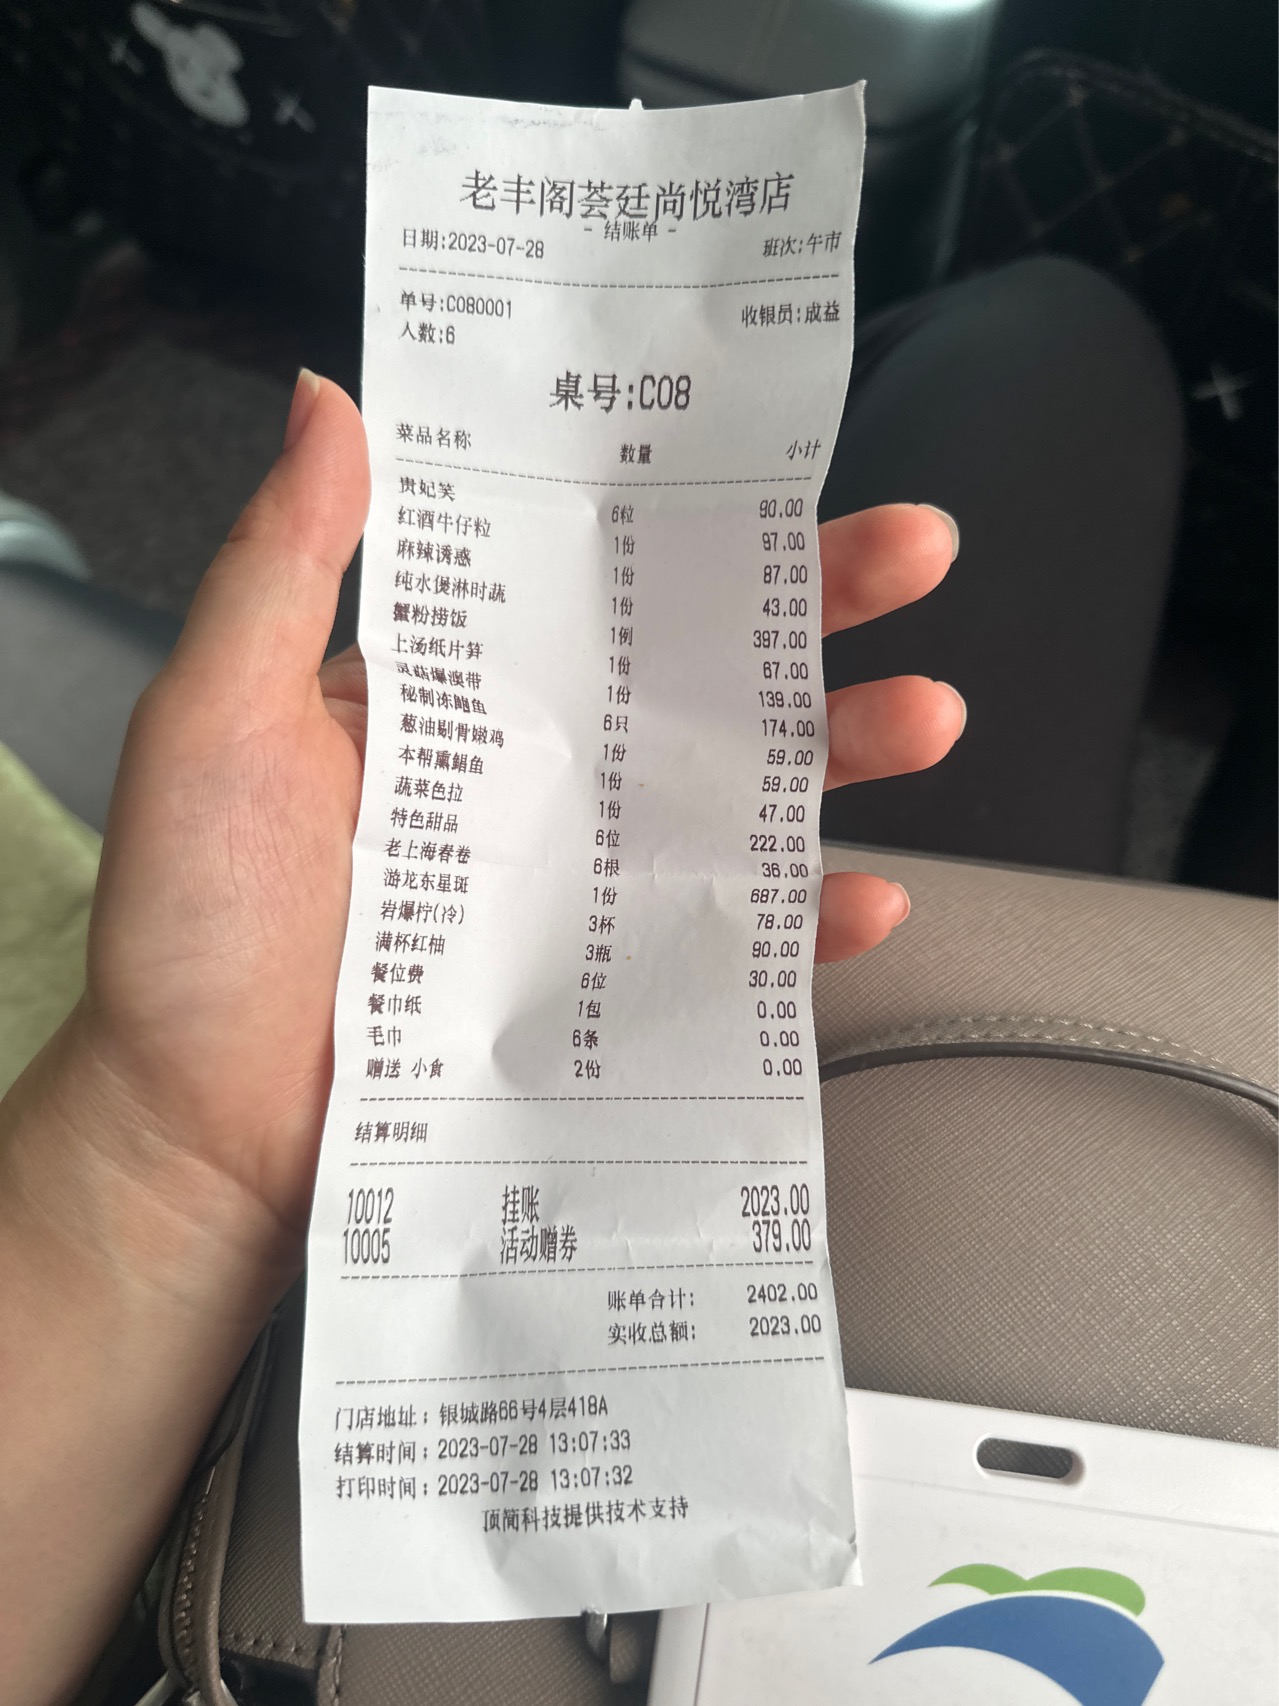 老丰阁荟廷尚悦湾店
- 结账单 -
日期:2023-07-28 班次:午市
单号:C080001 收银员:成益
人数:6
桌号:C08
菜品名称 数量 小计
贵妃笑 6粒 90.00
红酒牛仔粒 1份 97.00
麻辣诱惑 1份 87.00
纯水煲淋时蔬 1份 43.00
蟹粉捞饭 1例 397.00
上汤纸片笋 1份 67.00
灵菇爆澳带 1份 139.00
秘制冻鲍鱼 6只 174.00
葱油剔骨嫩鸡 1份 59.00
本帮熏鲳鱼 1份 59.00
蔬菜色拉 1份 47.00
特色甜品 6位 222.00
老上海春卷 6根 36.00
游龙东星斑 1份 687.00
岩爆柠(冷) 3杯 78.00
满杯红柚 3瓶 90.00
餐位费 6位 30.00
餐巾纸 1包 0.00
毛巾 6条 0.00
赠送 小食 2份 0.00
结算明细
10012 挂账 2023.00
10005 活动赠券 379.00
账单合计: 2402.00
实收总额: 2023.00
门店地址：银城路66号4层418A
结算时间：2023-07-28 13:07:33
打印时间：2023-07-28 13:07:32
顶简科技提供技术支持